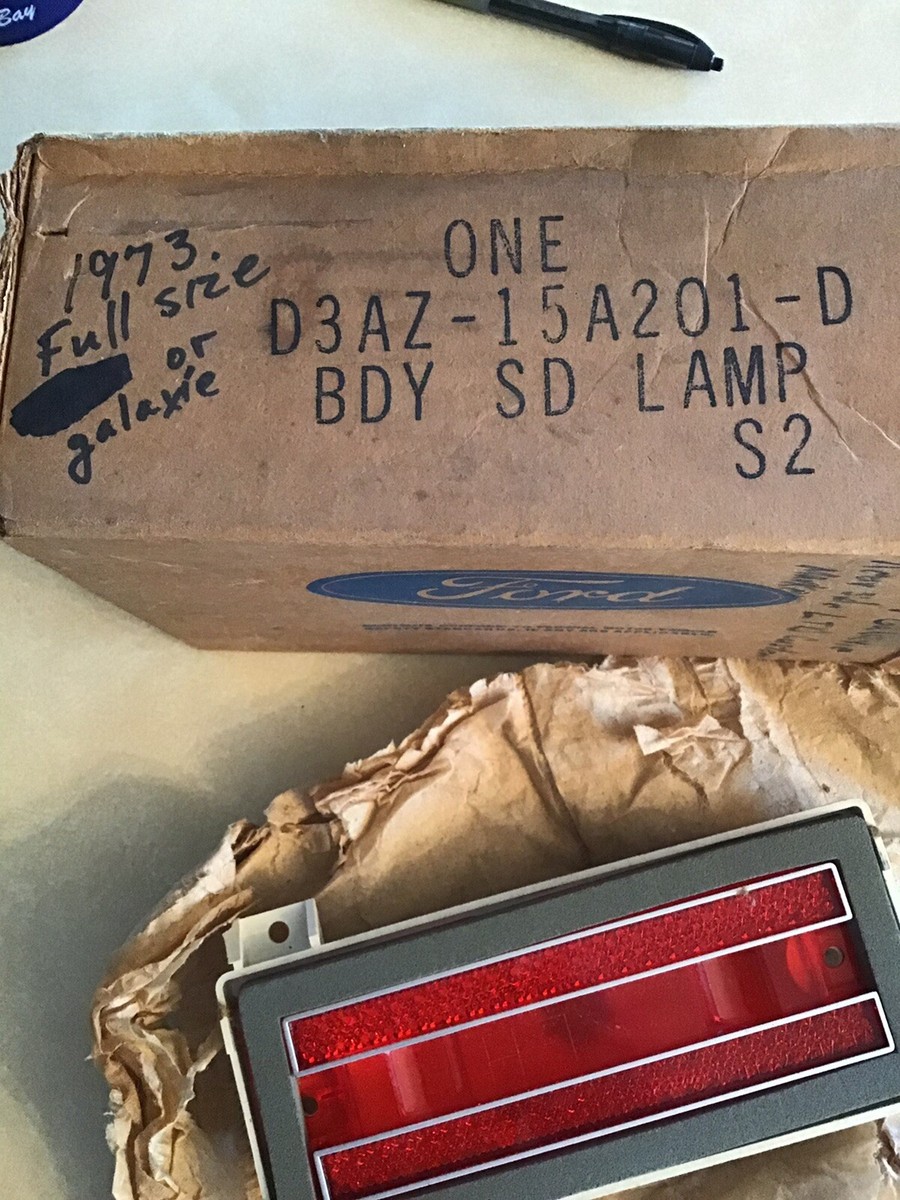 Bay
1973.
Full size
or
galaxie
ONE
D3AZ-15A201-D
BDY SD LAMP
S2
Ford